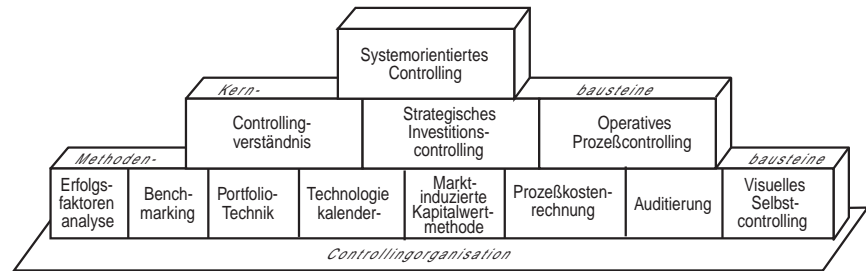 Systemorientiertes
Controlling
Kern-
bausteine
Controlling-
verständnis
Strategisches
Investitions-
controlling
Operatives
Prozeßcontrolling
Methoden-
bausteine
Erfolgs-
faktoren
analyse
Bench-
marking
Portfolio-
Technik
Technologie
kalender-
Markt-
induzierte
Kapitalwert-
methode
Prozeßkosten-
rechnung
Auditierung
Visuelles
Selbst-
controlling
Controllingorganisation